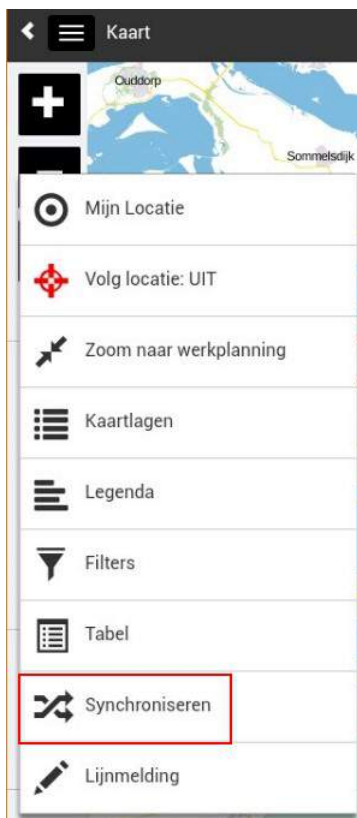 Kaart
Ouddorp
Sommelsdijk
Mijn Locatie
Volg locatie: UIT
Zoom naar werkplanning
Kaartlagen
Legenda
Filters
Tabel
Synchroniseren
Lijnmelding